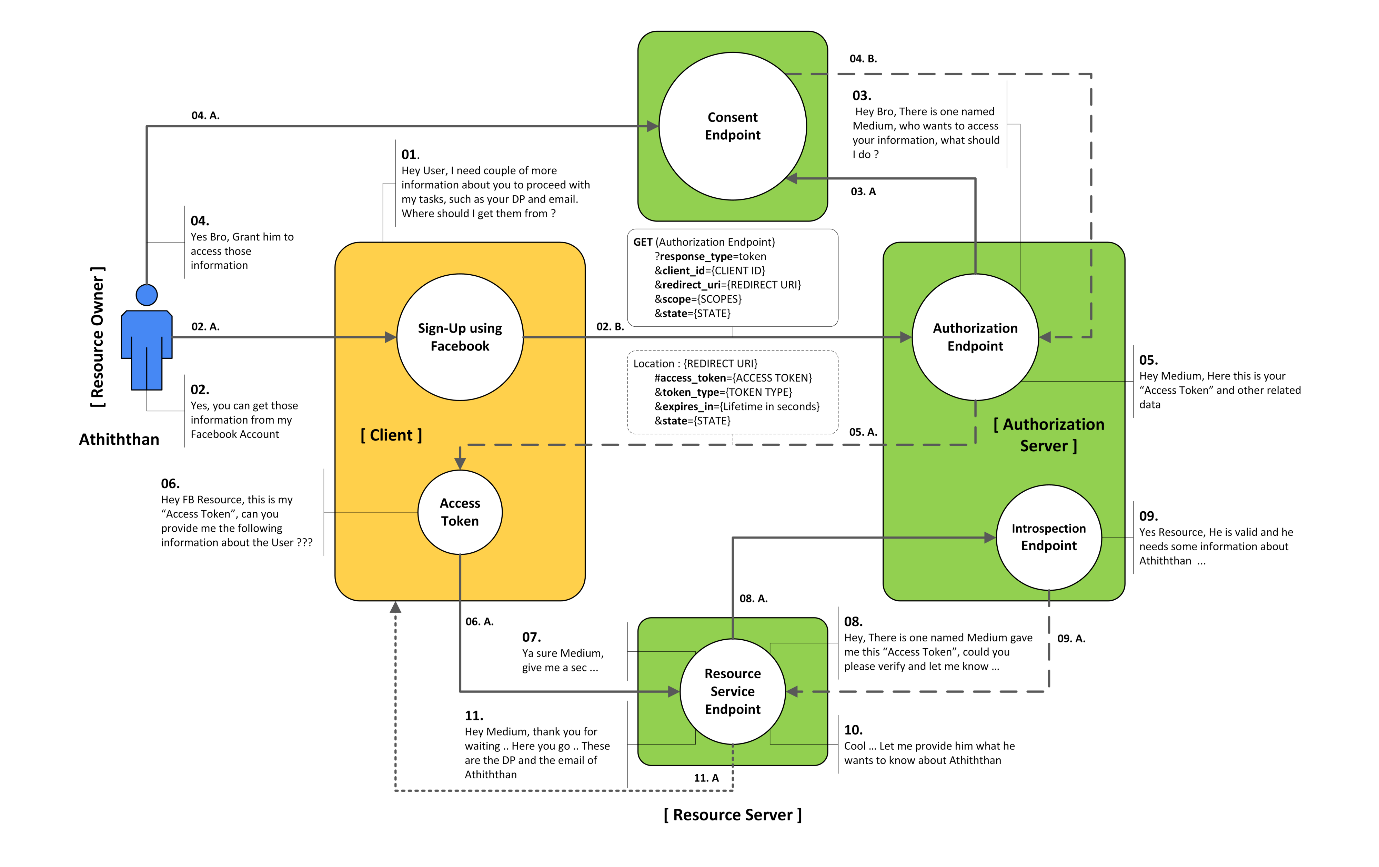 04. B.
Consent
Endpoint
03.
Hey Bro, There is one named
Medium, who wants to access
your information, what should
I do ?
04. A.
01.
Hey User, I need couple of more
information about you to proceed with
my tasks, such as your DP and email.
Where should I get them from ?
03. A
04.
Yes Bro, Grant him to
access those
information
GET (Authorization Endpoint)
?response_type=token
&client_id={CLIENT ID}
&redirect_uri={REDIRECT URI}
&scope={SCOPES}
&state={STATE}
[ Resource Owner ]
02. A.
Sign-Up using
Facebook
02. B.
Authorization
Endpoint
Location : {REDIRECT URI}
#access_token={ACCESS TOKEN}
&token_type={TOKEN TYPE}
&expires_in={Lifetime in seconds}
&state={STATE}
05.
Hey Medium, Here this is your
“Access Token” and other related
data
02.
Yes, you can get those
information from my
Facebook Account
Athiththan
[ Client ]
05. A.
[ Authorization
Server ]
06.
Hey FB Resource, this is my
“Access Token”, can you
provide me the following
information about the User ???
Access
Token
Introspection
Endpoint
09.
Yes Resource, He is valid and he
needs some information about
Athiththan ...
08. A.
06. A.
07.
Ya sure Medium,
give me a sec ...
08.
Hey, There is one named Medium gave
me this “Access Token”, could you
please verify and let me know ...
09. A.
Resource
Service
Endpoint
11.
Hey Medium, thank you for
waiting .. Here you go .. These
are the DP and the email of
Athiththan
10.
Cool ... Let me provide him what he
wants to know about Athiththan
11. A
[ Resource Server ]